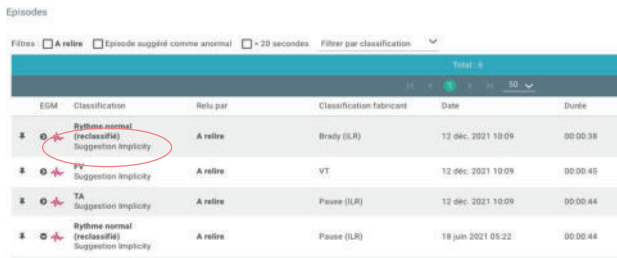 Episodes
Filtres : A relire Episode suggéré comme anormal > 20 secondes Filtrer par classification
Total : 6
1 50
EGM Classification Relu par Classification fabricant Date Durée
Rythme normal
(reclassifié) A relire Brady (ILR) 12 déc. 2021 10:09 00:00:38
Suggestion Implicity
FV
Suggestion Implicity A relire VT 12 déc. 2021 10:09 00:00:45
TA
Suggestion Implicity A relire Pause (ILR) 12 déc. 2021 10:09 00:00:44
Rythme normal
(reclassifié) A relire Pause (ILR) 18 juin 2021 05:22 00:00:44
Suggestion Implicity